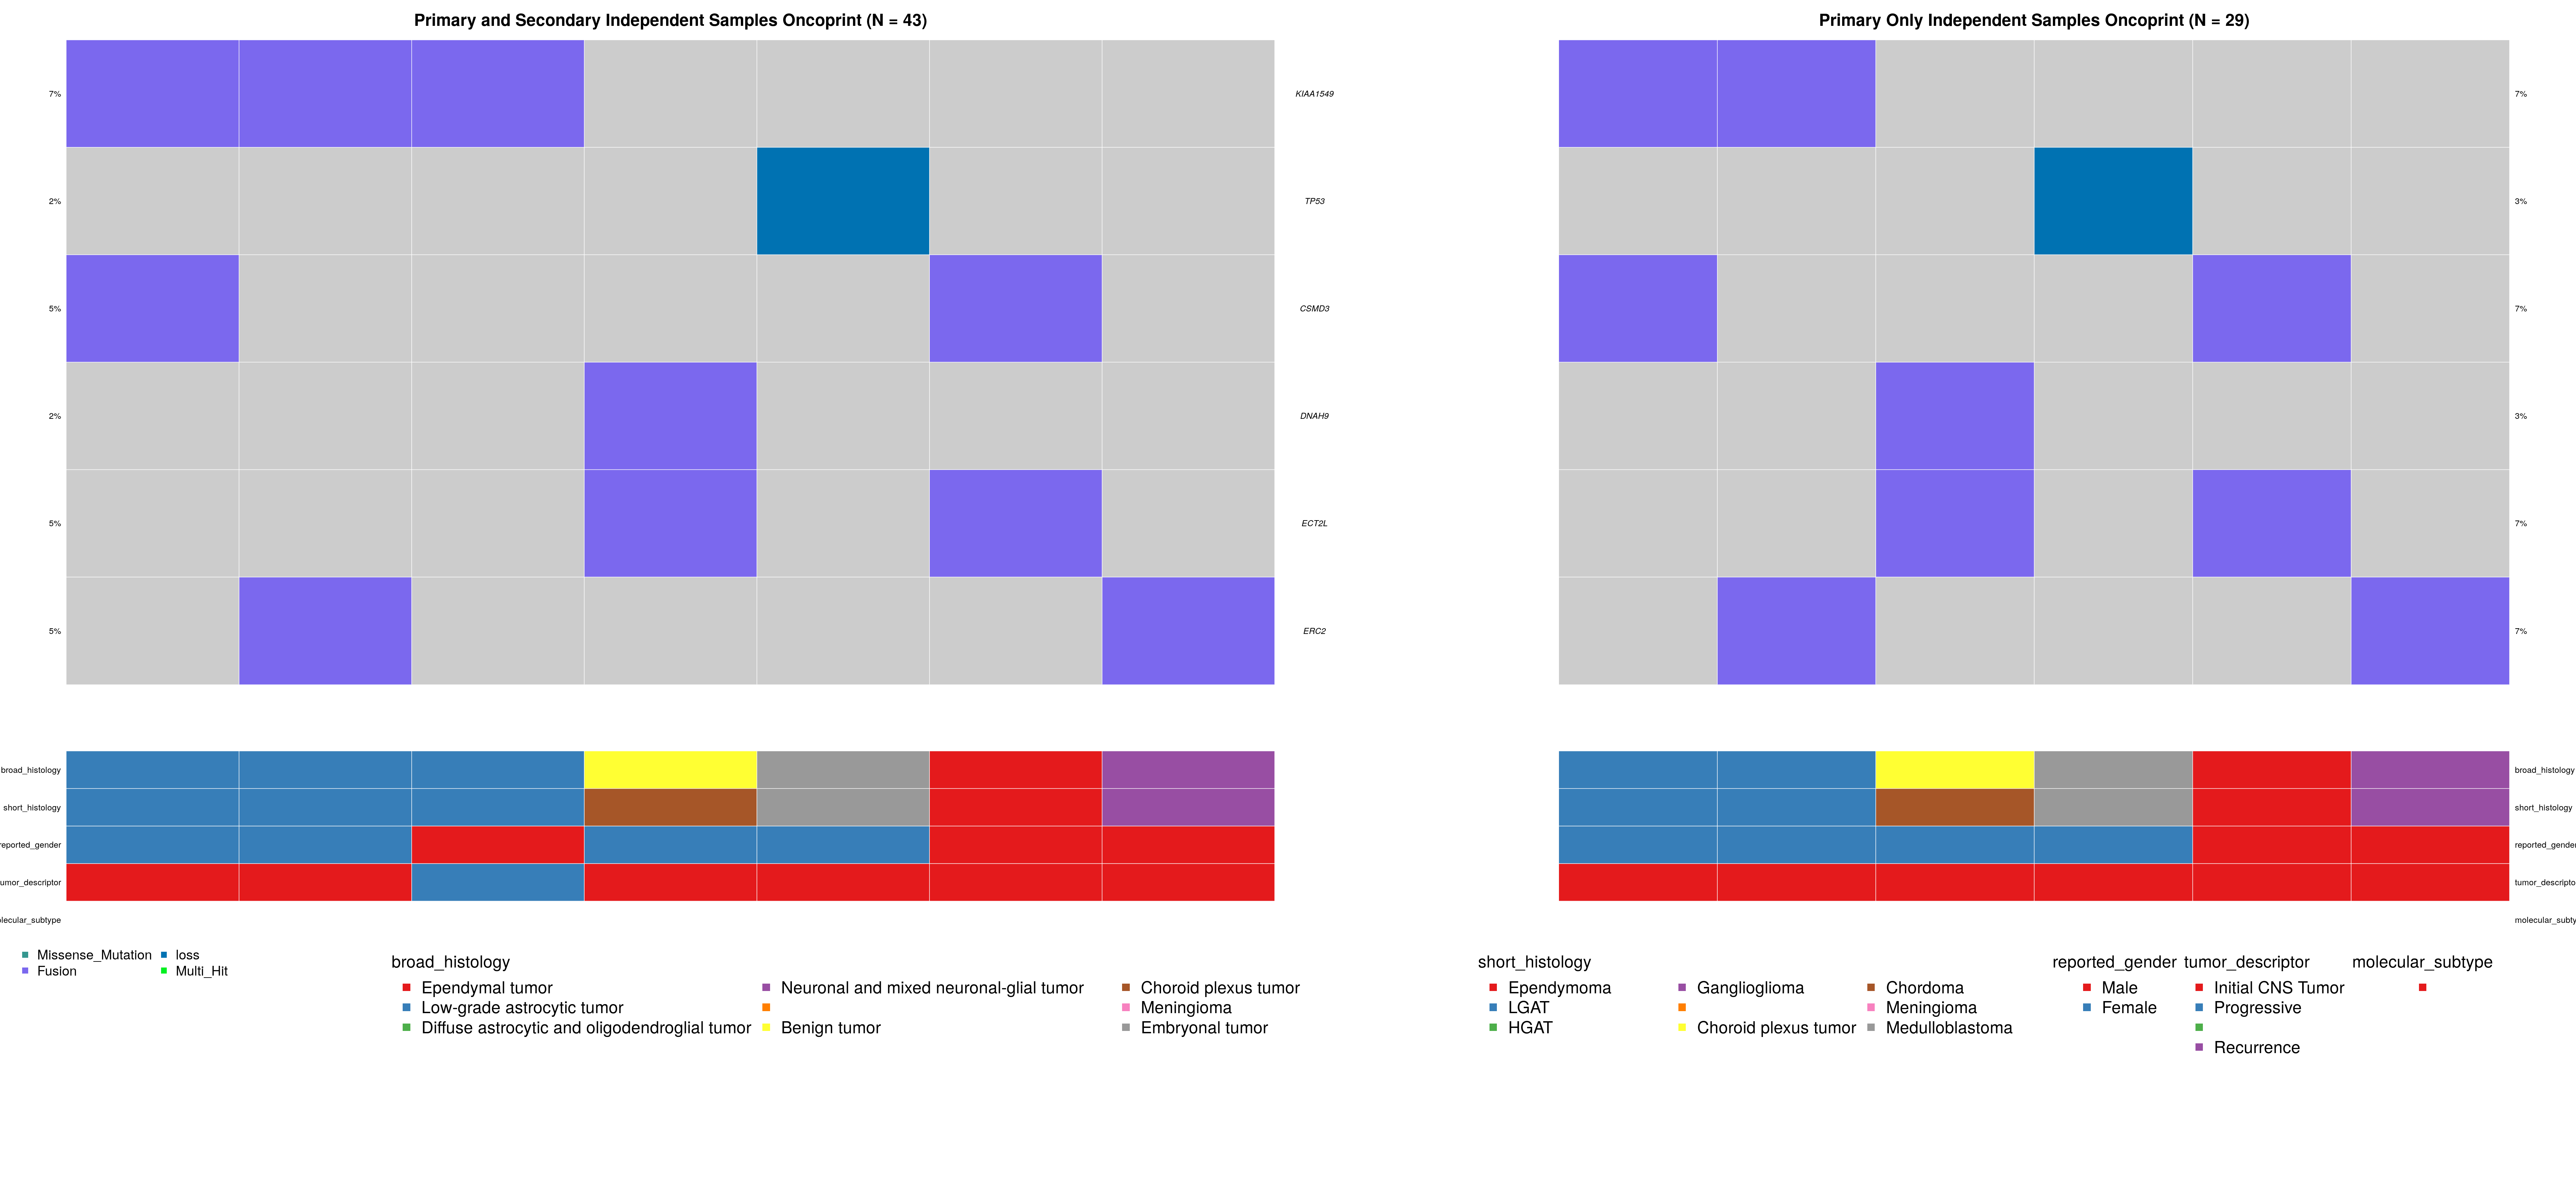 Primary and Secondary Independent Samples Oncoprint (N = 43)
Primary Only Independent Samples Oncoprint (N = 29)
7% KIAA1549 7%
2% TP53 3%
5% CSMD3 7%
2% DNAH9 3%
5% ECT2L 7%
5% ERC2 7%
broad_histology broad_histology
short_histology short_histology
reported_gender reported_gender
umor_descriptor tumor_descripto
olecular_subtype molecular_subty
Missense_Mutation loss
Fusion Multi_Hit
broad_histology
Ependymal tumor Neuronal and mixed neuronal-glial tumor Choroid plexus tumor
Low-grade astrocytic tumor Meningioma
Diffuse astrocytic and oligodendroglial tumor Benign tumor Embryonal tumor
short_histology
Ependymoma Ganglioglioma Chordoma
LGAT Meningioma
HGAT Choroid plexus tumor Medulloblastoma
reported_gender
Male
Female
tumor_descriptor
Initial CNS Tumor
Progressive
Recurrence
molecular_subtype